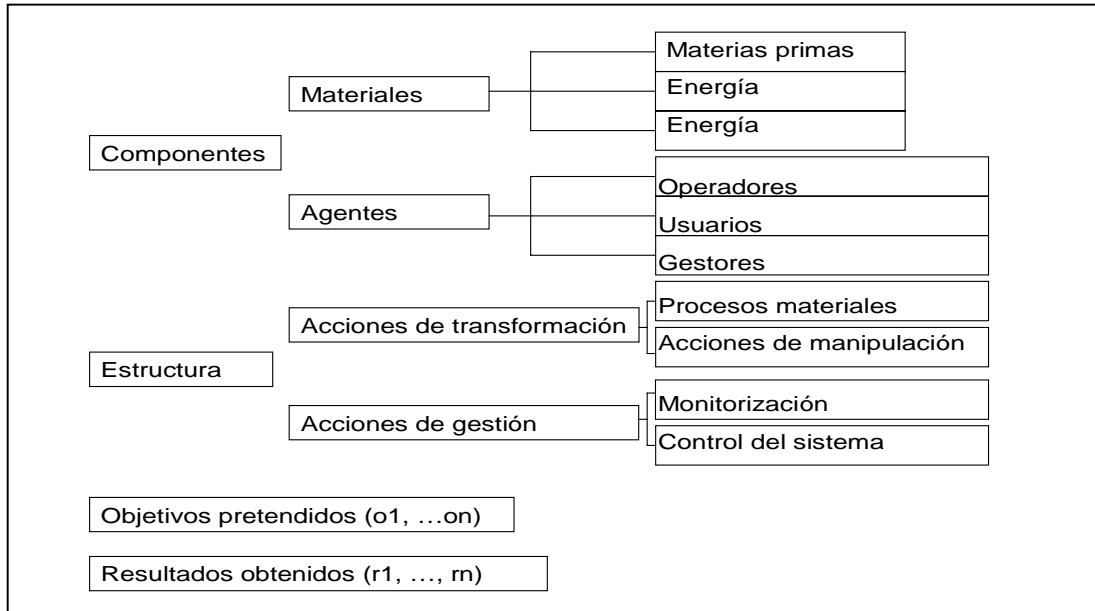 Materias primas
Materiales
Energía
Energía
Componentes
Operadores
Agentes
Usuarios
Gestores
Procesos materiales
Acciones de transformación
Acciones de manipulación
Estructura
Monitorización
Acciones de gestión
Control del sistema
Objetivos pretendidos (o1, …on)
Resultados obtenidos (r1, …, rn)